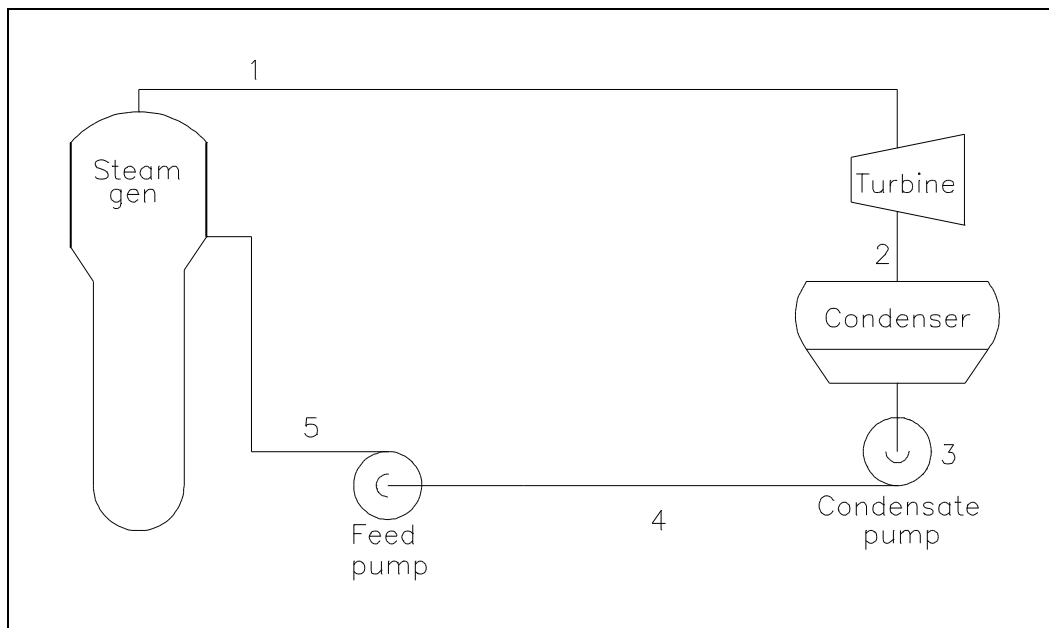 1
Steam
gen
Turbine
2
Condenser
5
3
Condensate
pump
4
Feed
pump